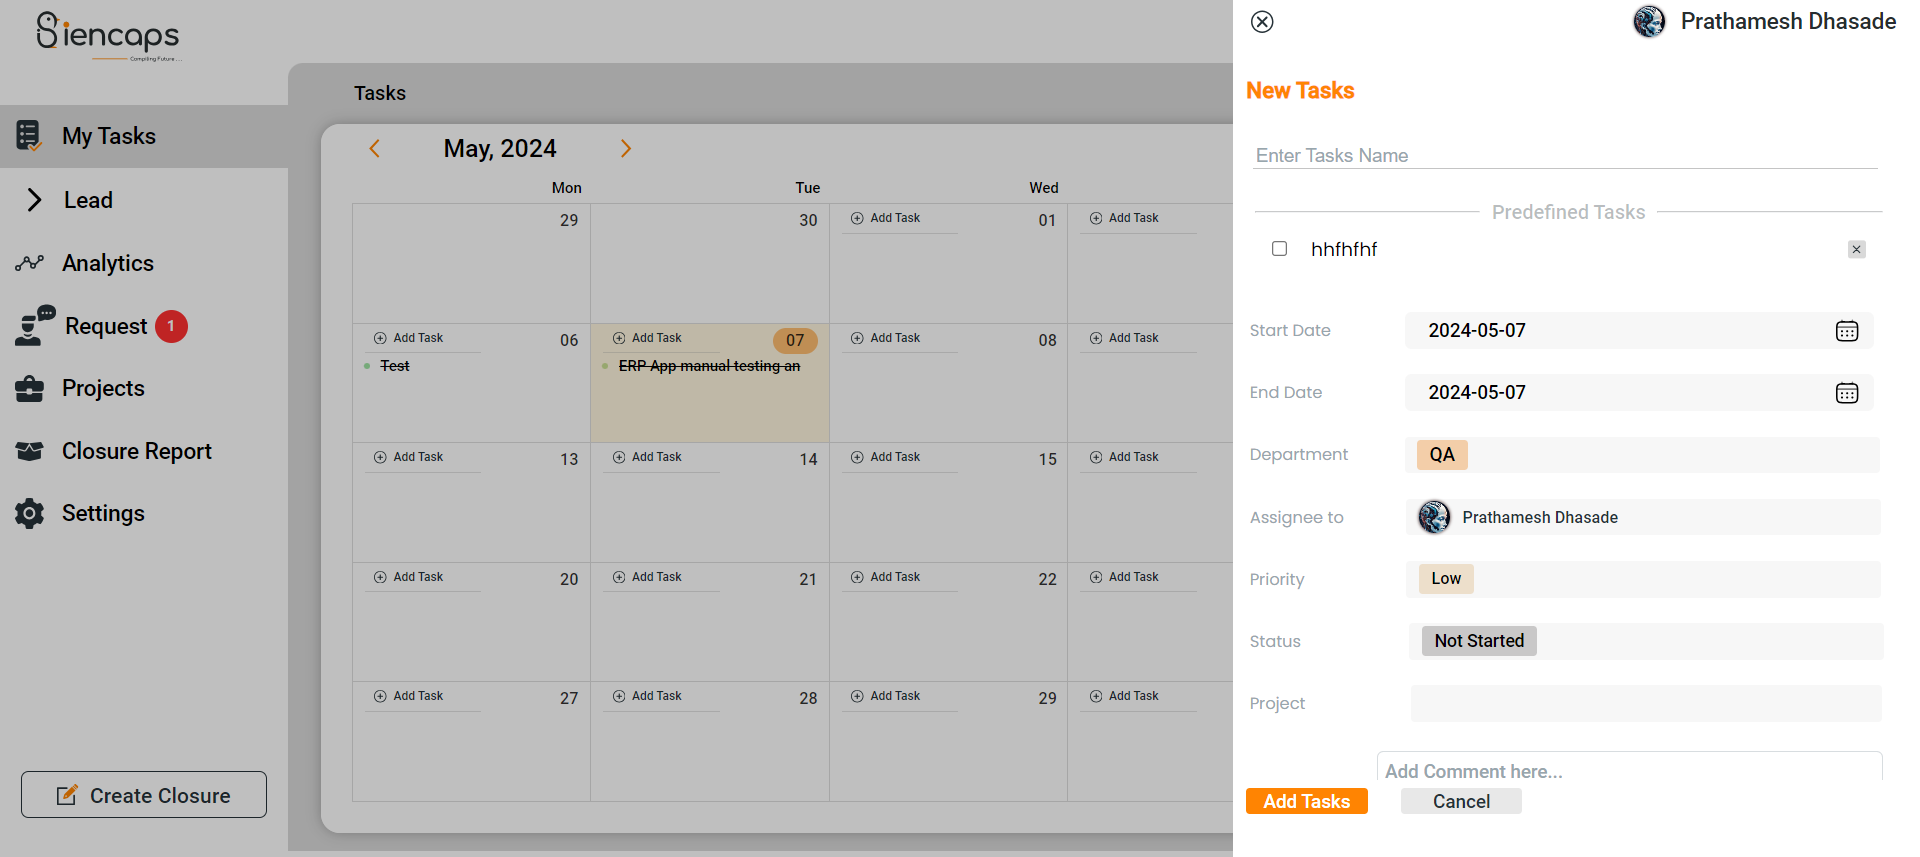 Siencaps
Compiling Future ...
My Tasks
Lead
Analytics
Request 1
Projects
Closure Report
Settings
Create Closure
Tasks
May, 2024
Mon Tue Wed
29 30 Add Task 01 Add Task
Add Task 06 Add Task 07 Add Task 08 Add Task
Test ERP App manual testing an
Add Task 13 Add Task 14 Add Task 15 Add Task
Add Task 20 Add Task 21 Add Task 22 Add Task
Add Task 27 Add Task 28 Add Task 29 Add Task
Prathamesh Dhasade
New Tasks
Enter Tasks Name
Predefined Tasks
hhfhfhf
Start Date 2024-05-07
End Date 2024-05-07
Department QA
Assignee to Prathamesh Dhasade
Priority Low
Status Not Started
Project
Add Comment here...
Add Tasks Cancel